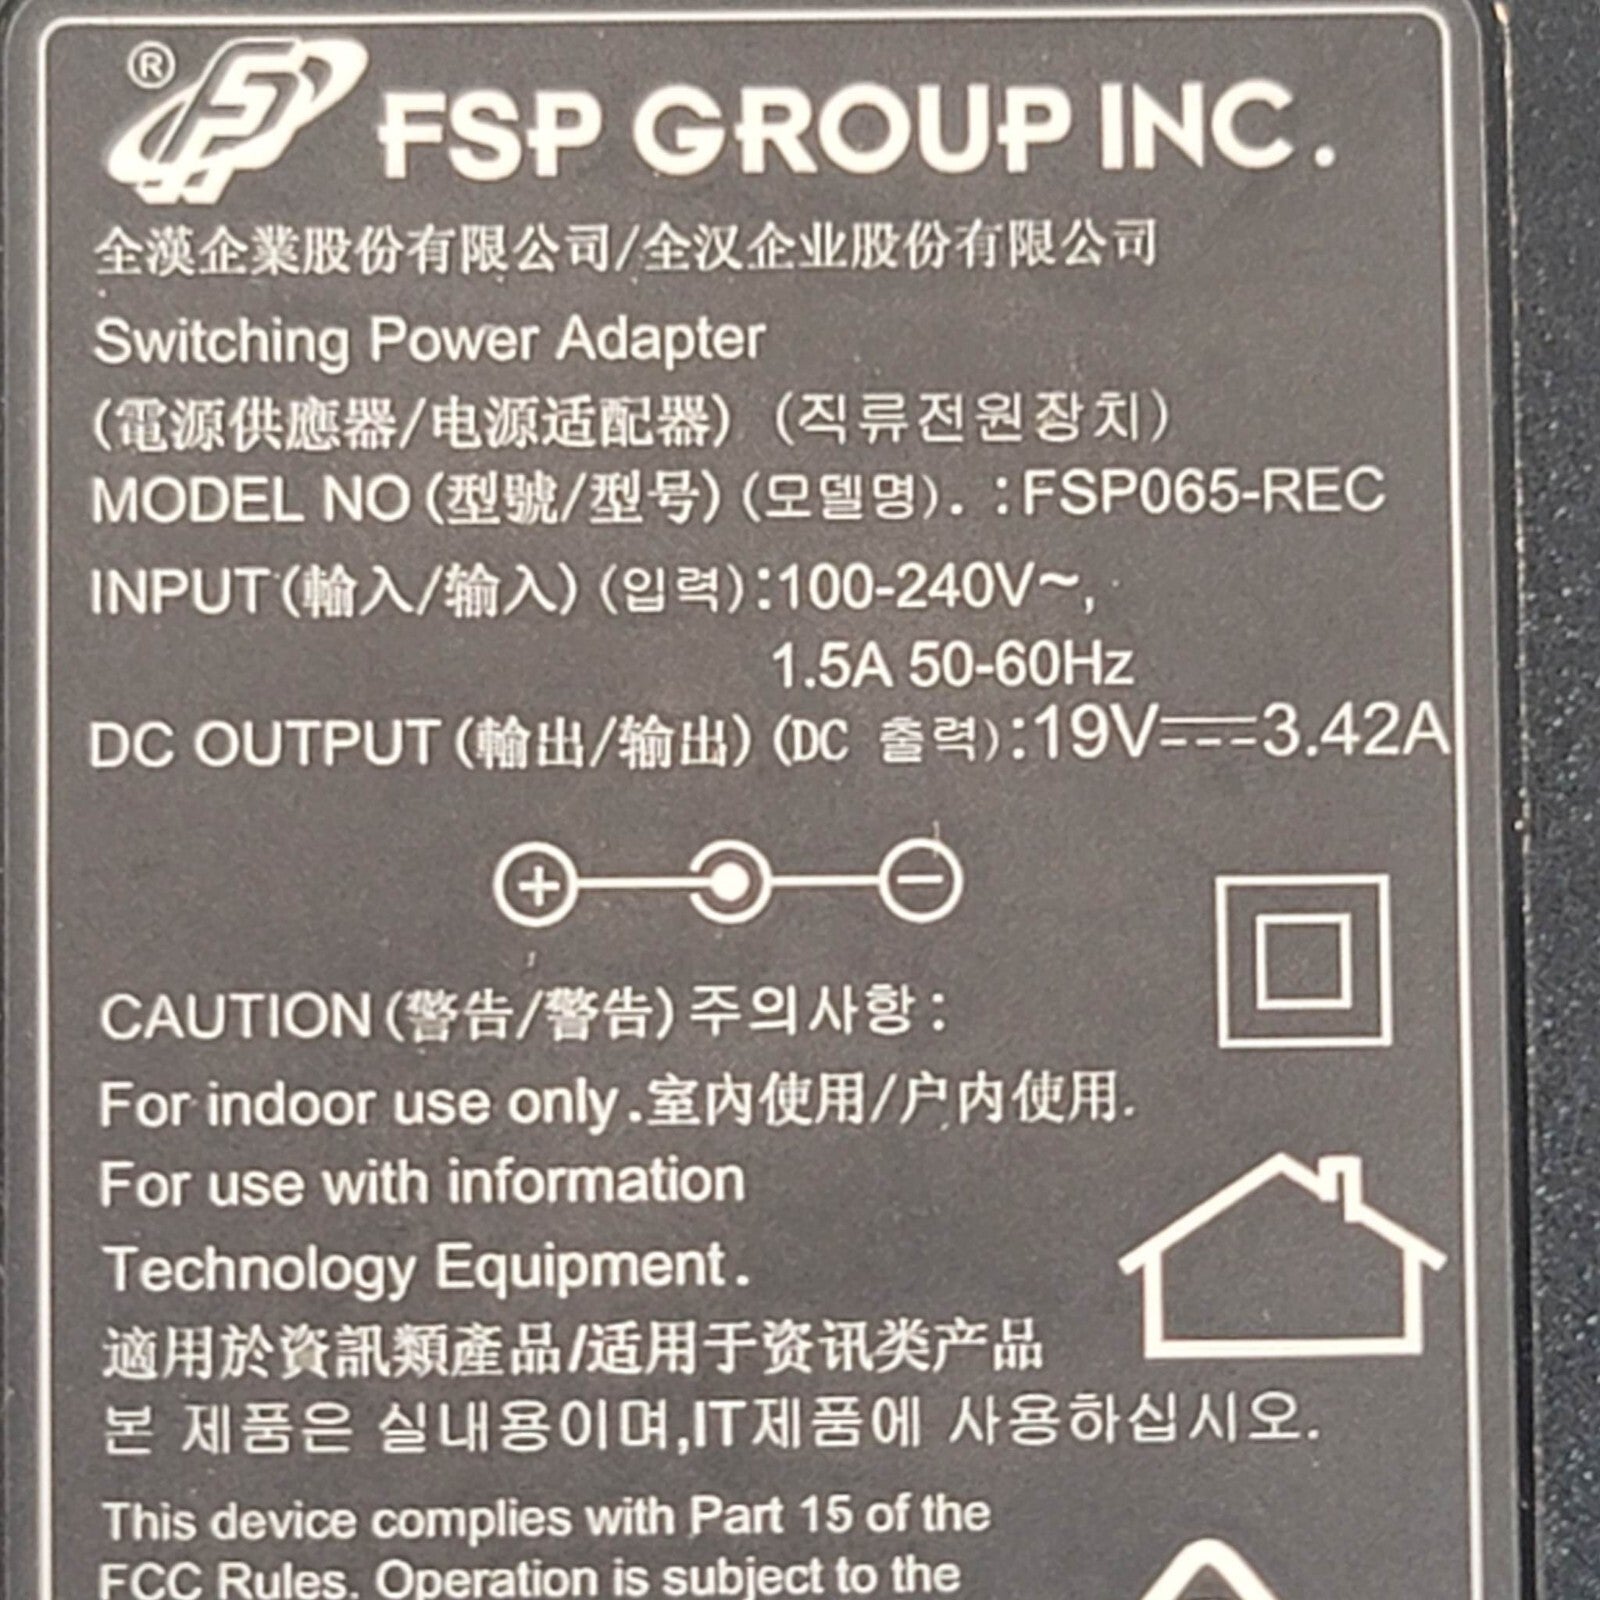 ® FSP GROUP INC.
全漢企業股份有限公司/全汉企业股份有限公司
Switching Power Adapter
(電源供應器/电源适配器) (직류전원장치)
MODEL NO (型號/型号) (모델명). :FSP065-REC
INPUT (輸入/输入) (입력):100-240V~,
1.5A 50-60Hz
DC OUTPUT (輸出/输出) (DC 출력):19V⎓3.42A
CAUTION (警告/警告) 주의사항 :
For indoor use only.室內使用/户内使用.
For use with information
Technology Equipment.
適用於資訊類產品/适用于资讯类产品
본 제품은 실내용이며,IT제품에 사용하십시오.
This device complies with Part 15 of the
FCC Rules. Operation is subject to the